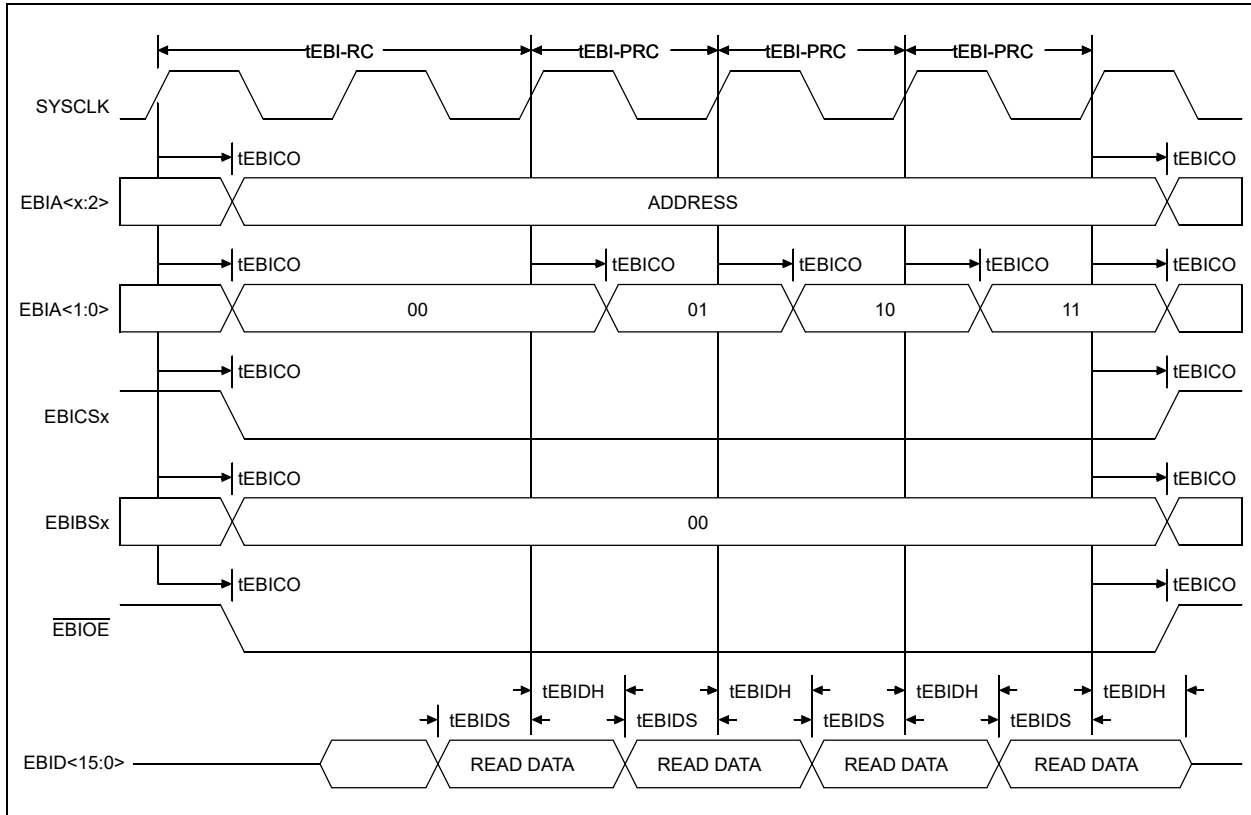 tEBI-RC tEBI-PRC tEBI-PRC tEBI-PRC
SYSCLK
tEBICO tEBICO
EBIA<x:2> ADDRESS
tEBICO tEBICO tEBICO tEBICO tEBICO
EBIA<1:0> 00 01 10 11
tEBICO tEBICO
EBICSx
tEBICO tEBICO
EBIBSx 00
tEBICO tEBICO
EBIOE
tEBIDH tEBIDH tEBIDH tEBIDH
tEBIDS tEBIDS tEBIDS tEBIDS
EBID<15:0> READ DATA READ DATA READ DATA READ DATA